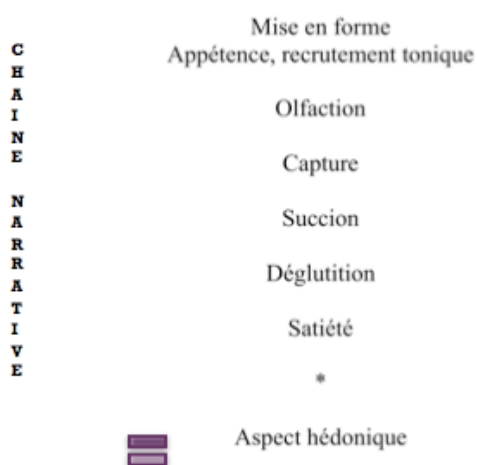 CHAINE NARRATIVE
Mise en forme
Appétence, recrutement tonique
Olfaction
Capture
Succion
Déglutition
Satiété
*
Aspect hédonique